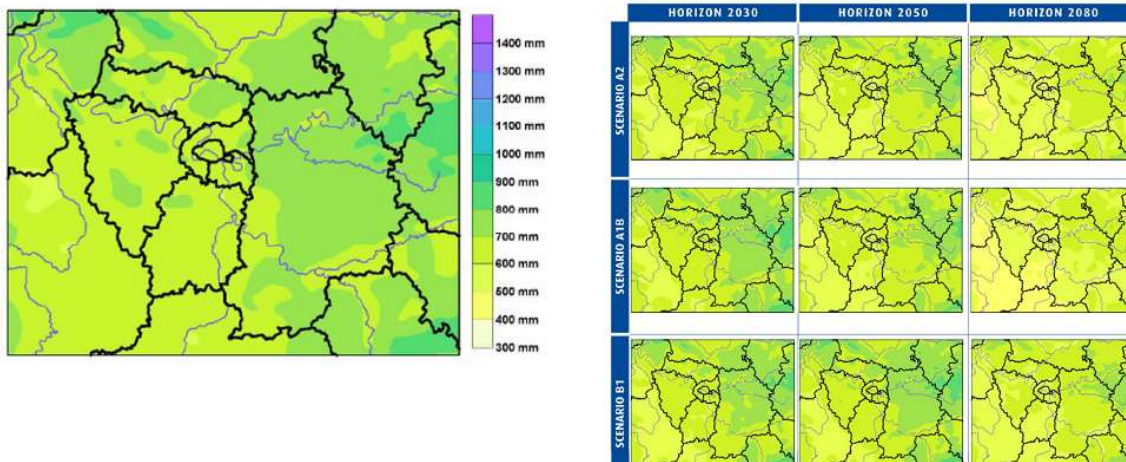 1400 mm
1300 mm
1200 mm
1100 mm
1000 mm
900 mm
800 mm
700 mm
600 mm
500 mm
400 mm
300 mm
HORIZON 2030
HORIZON 2050
HORIZON 2080
SCENARIO A2
SCENARIO A1B
SCENARIO B1